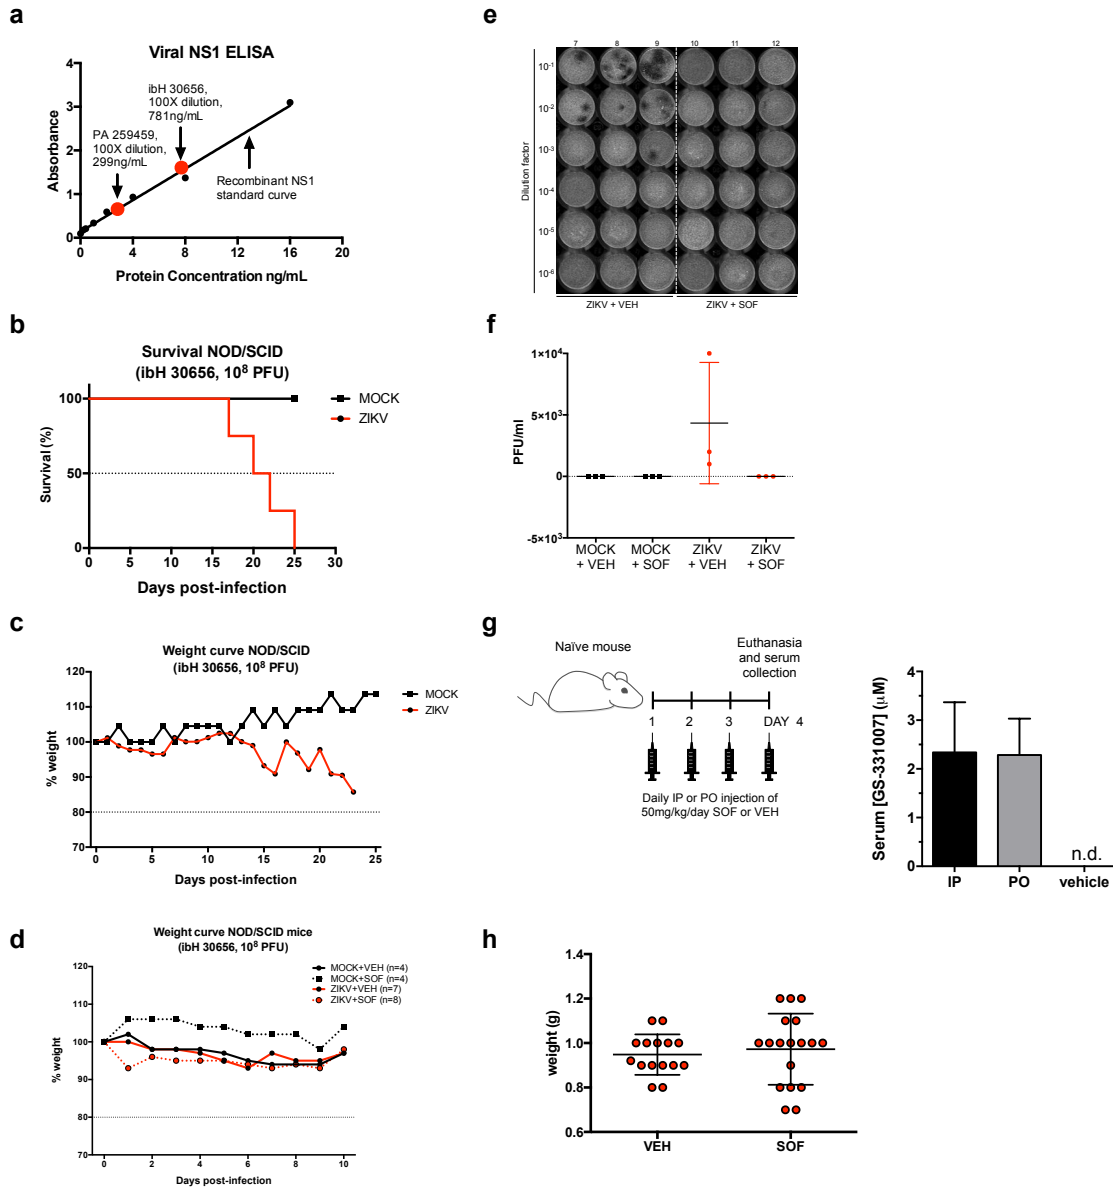 a
Viral NS1 ELISA
4
3
2
1
0
Absorbance
ibH 30656,
100X dilution,
781ng/mL
PA 259459,
100X dilution,
299ng/mL
Recombinant NS1
standard curve
0 4 8 12 16 20
Protein Concentration ng/mL
b
Survival NOD/SCID
(ibH 30656, 10⁸ PFU)
100
50
0
Survival (%)
MOCK
ZIKV
0 5 10 15 20 25 30
Days post-infection
c
Weight curve NOD/SCID
(ibH 30656, 10⁸ PFU)
120
110
100
90
80
70
% weight
MOCK
ZIKV
0 5 10 15 20 25
Days post-infection
d
Weight curve NOD/SCID mice
(ibH 30656, 10⁸ PFU)
120
110
100
90
80
70
% weight
MOCK+VEH (n=4)
MOCK+SOF (n=4)
ZIKV+VEH (n=7)
ZIKV+SOF (n=8)
0 2 4 6 8 10
Days post-infection
e
7 8 9 10 11 12
10⁻¹
10⁻²
10⁻³
10⁻⁴
10⁻⁵
10⁻⁶
Dilution factor
ZIKV + VEH
ZIKV + SOF
f
1×10⁴
5×10³
0
-5×10³
PFU/ml
MOCK
+ VEH
MOCK
+ SOF
ZIKV
+ VEH
ZIKV
+ SOF
g
Naïve mouse
Euthanasia
and serum
collection
1 2 3 DAY 4
Daily IP or PO injection of
50mg/kg/day SOF or VEH
4
3
2
1
0
Serum [GS-331007] (µM)
n.d.
IP PO vehicle
h
1.4
1.2
1.0
0.8
0.6
weight (g)
VEH SOF